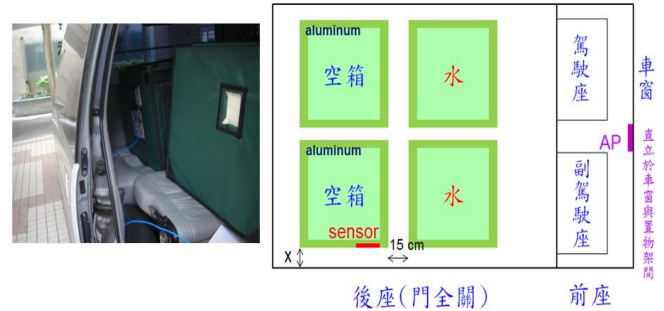 aluminum
空箱
水
駕駛座
車窗
AP
直立於車窗與置物架間
aluminum
空箱
水
副駕駛座
sensor
15 cm
X
後座(門全關)
前座